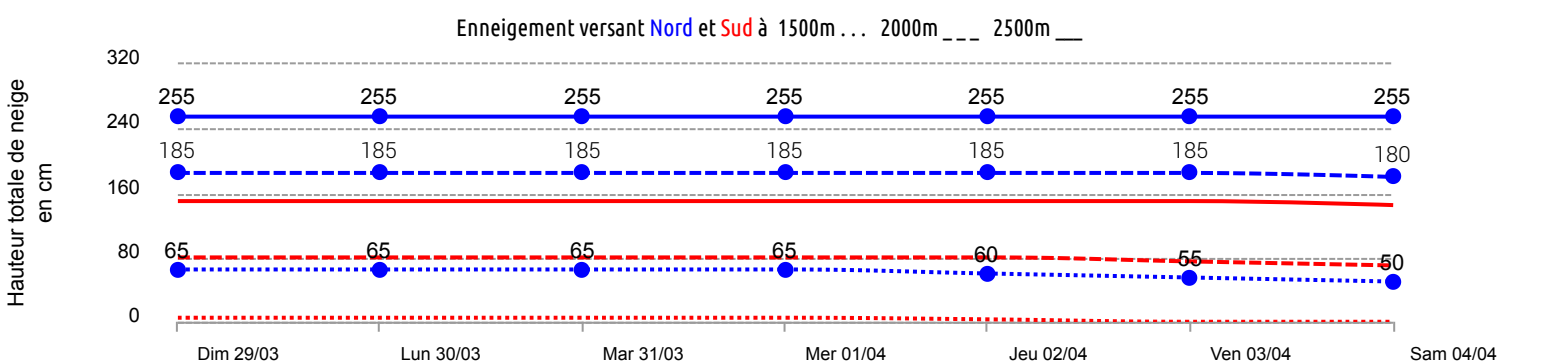 Enneigement versant Nord et Sud à 1500m . . . 2000m _ _ _ 2500m __
Hauteur totale de neige
en cm
320
255 255 255 255 255 255 255
240
185 185 185 185 185 185 180
160
80
65 65 65 65 60 55 50
0
Dim 29/03 Lun 30/03 Mar 31/03 Mer 01/04 Jeu 02/04 Ven 03/04 Sam 04/04